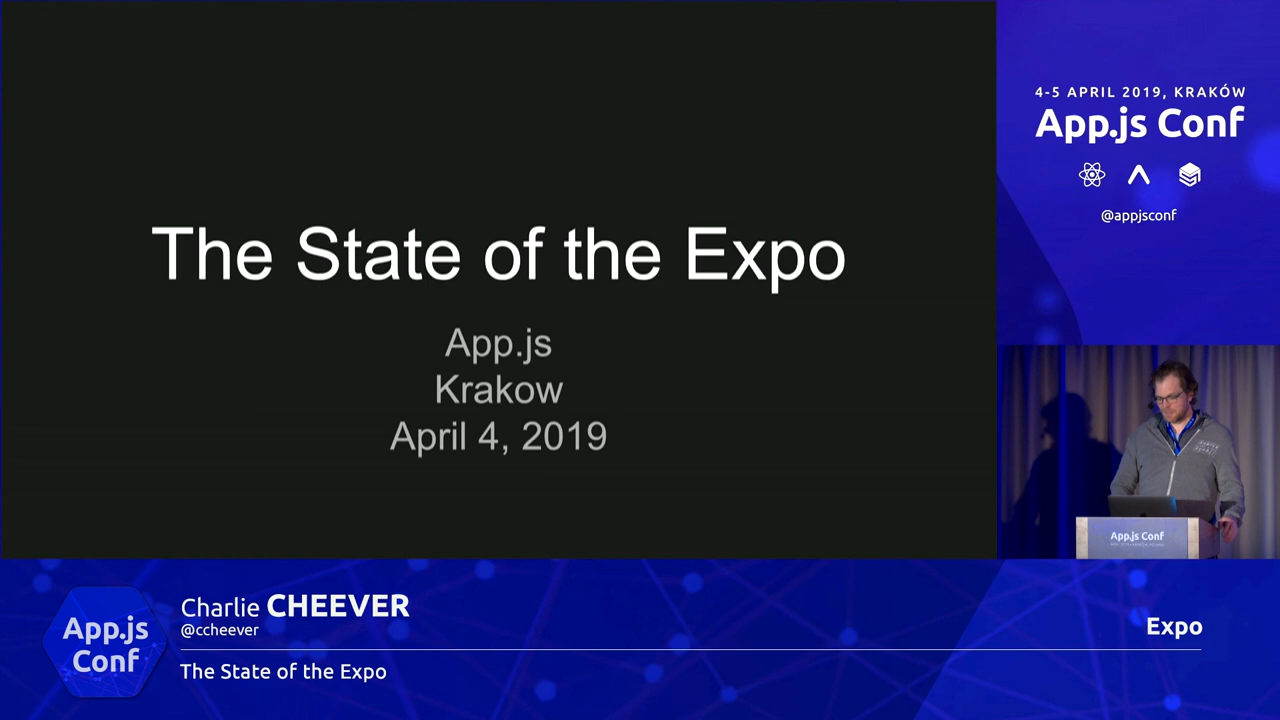 The State of the Expo
App.js
Krakow
April 4, 2019
4-5 APRIL 2019, KRAKÓW
App.js Conf
@appjsconf
App.js Conf
App.js
Conf
Charlie CHEEVER
@ccheever
The State of the Expo
Expo